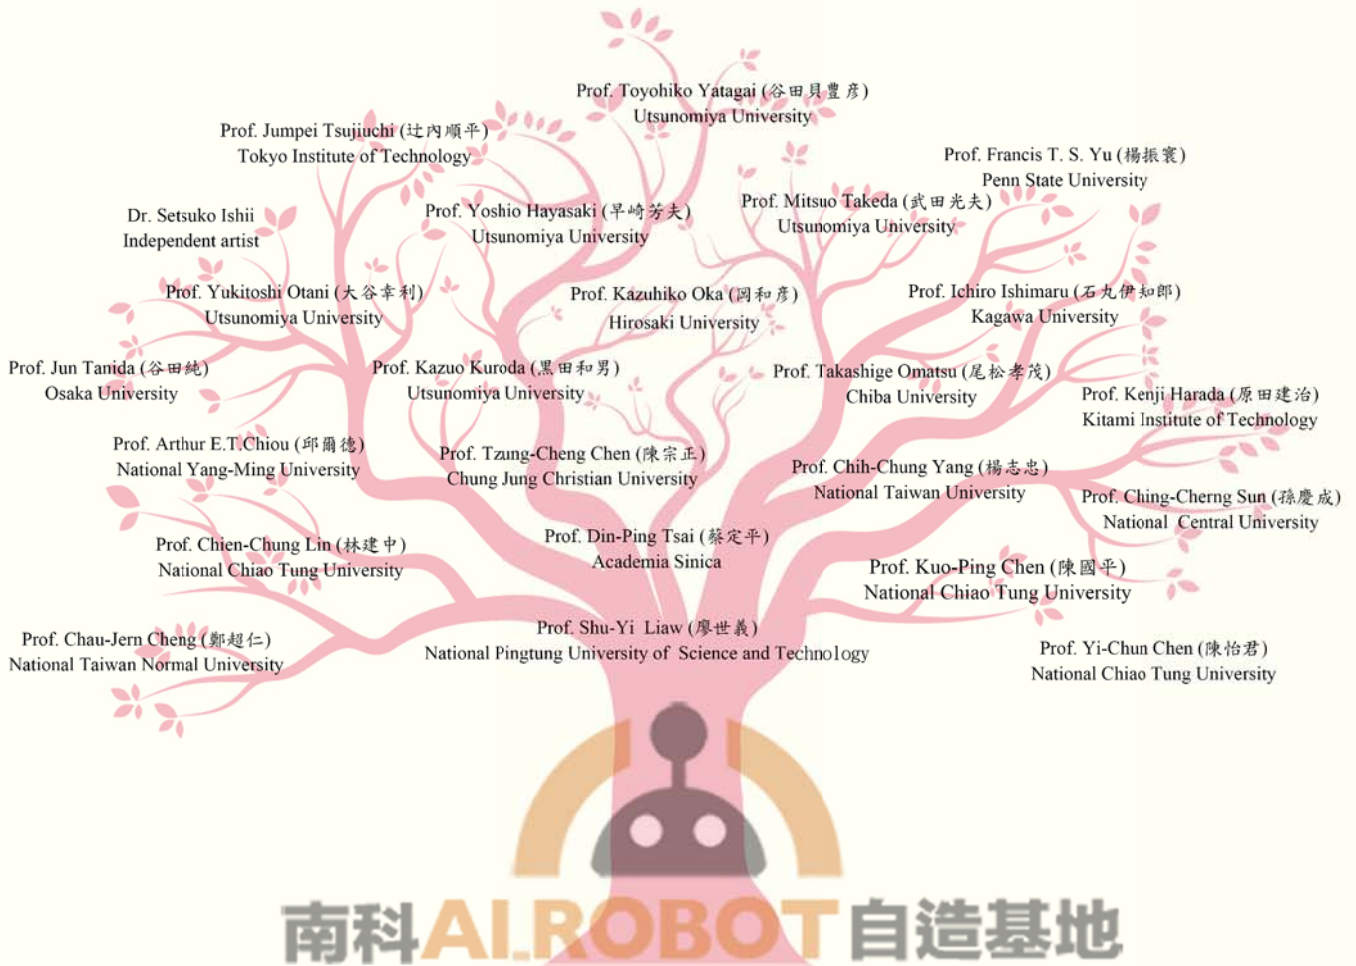 Prof. Toyohiko Yatagai (谷田貝豊彦)
Utsunomiya University
Prof. Jumpei Tsujiuchi (辻內順平)
Tokyo Institute of Technology
Prof. Francis T. S. Yu (楊振寰)
Penn State University
Dr. Setsuko Ishii
Independent artist
Prof. Yoshio Hayasaki (早崎芳夫)
Utsunomiya University
Prof. Mitsuo Takeda (武田光夫)
Utsunomiya University
Prof. Yukitoshi Otani (大谷幸利)
Utsunomiya University
Prof. Kazuhiko Oka (岡和彦)
Hirosaki University
Prof. Ichiro Ishimaru (石丸伊知郎)
Kagawa University
Prof. Jun Tanida (谷田純)
Osaka University
Prof. Kazuo Kuroda (黒田和男)
Utsunomiya University
Prof. Takashige Omatsu (尾松孝茂)
Chiba University
Prof. Kenji Harada (原田建治)
Kitami Institute of Technology
Prof. Arthur E.T.Chiou (邱爾德)
National Yang-Ming University
Prof. Tzung-Cheng Chen (陳宗正)
Chung Jung Christian University
Prof. Chih-Chung Yang (楊志忠)
National Taiwan University
Prof. Ching-Cherng Sun (孫慶成)
National Central University
Prof. Chien-Chung Lin (林建中)
National Chiao Tung University
Prof. Din-Ping Tsai (蔡定平)
Academia Sinica
Prof. Kuo-Ping Chen (陳國平)
National Chiao Tung University
Prof. Chau-Jern Cheng (鄭超仁)
National Taiwan Normal University
Prof. Shu-Yi Liaw (廖世義)
National Pingtung University of Science and Technology
Prof. Yi-Chun Chen (陳怡君)
National Chiao Tung University
南科AI_ROBOT自造基地